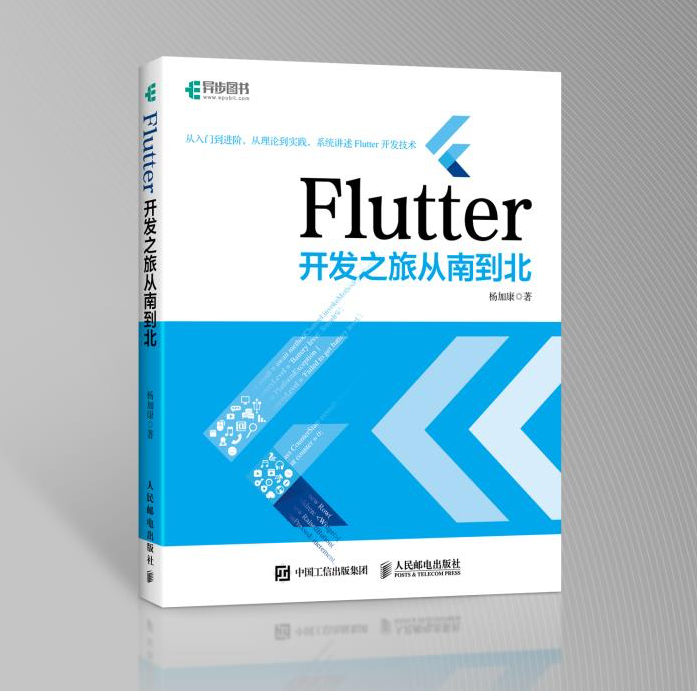 异步图书
www.epubit.com
从入门到进阶，从理论到实践，系统讲述 Flutter 开发技术
Flutter
开发之旅从南到北
杨加康◎著
中国工信出版集团
人民邮电出版社
POSTS & TELECOM PRESS
Flutter 开发之旅从南到北
杨加康◎著
人民邮电出版社